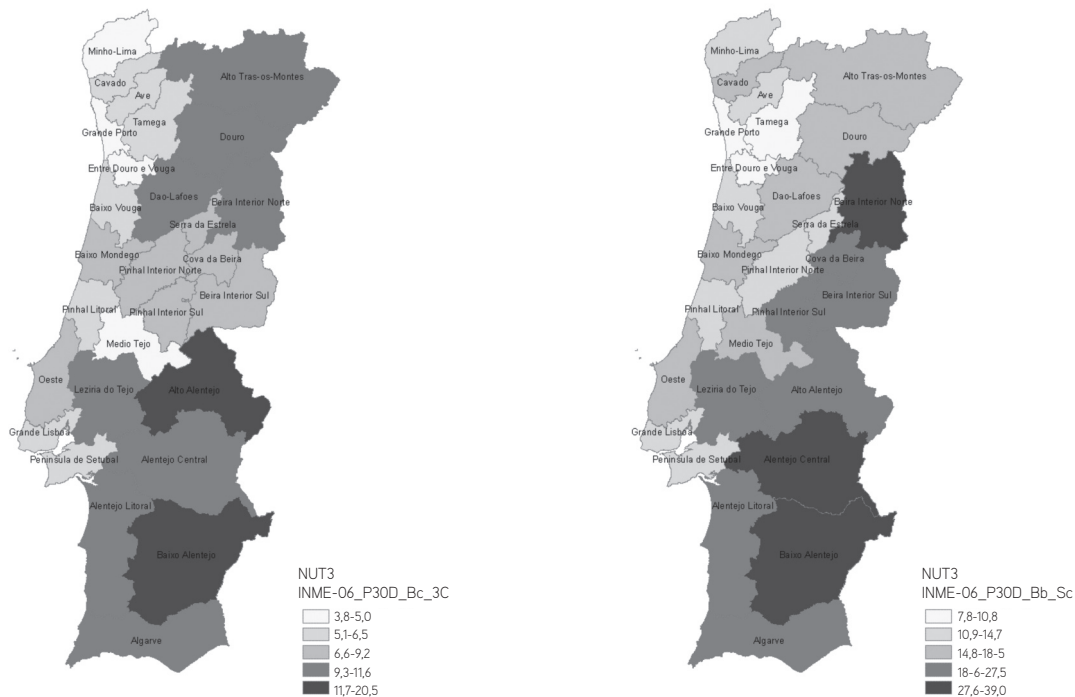 Minho-Lima
Alto Tras-os-Montes
Cavado
Ave
Tamega
Grande Porto
Douro
Entre Douro e Vouga
Dao-Lafoes
Beira Interior Norte
Baixo Vouga
Serra da Estrela
Baixo Mondego
Cova da Beira
Pinhal Interior Norte
Beira Interior Sul
Pinhal Litoral
Pinhal Interior Sul
Medio Tejo
Oeste
Leziria do Tejo
Alto Alentejo
Grande Lisboa
Peninsula de Setubal
Alentejo Central
Alentejo Litoral
Baixo Alentejo
Algarve
NUT3
INME-06_P30D_Bc_3C
3,8-5,0
5,1-6,5
6,6-9,2
9,3-11,6
11,7-20,5
Minho-Lima
Alto Tras-os-Montes
Cavado
Ave
Tamega
Grande Porto
Douro
Entre Douro e Vouga
Dao-Lafoes
Beira Interior Norte
Baixo Vouga
Serra da Estrela
Baixo Mondego
Cova da Beira
Pinhal Interior Norte
Beira Interior Sul
Pinhal Litoral
Pinhal Interior Sul
Medio Tejo
Oeste
Leziria do Tejo
Alto Alentejo
Grande Lisboa
Peninsula de Setubal
Alentejo Central
Alentejo Litoral
Baixo Alentejo
Algarve
NUT3
INME-06_P30D_Bb_Sc
7,8-10,8
10,9-14,7
14,8-18-5
18-6-27,5
27,6-39,0